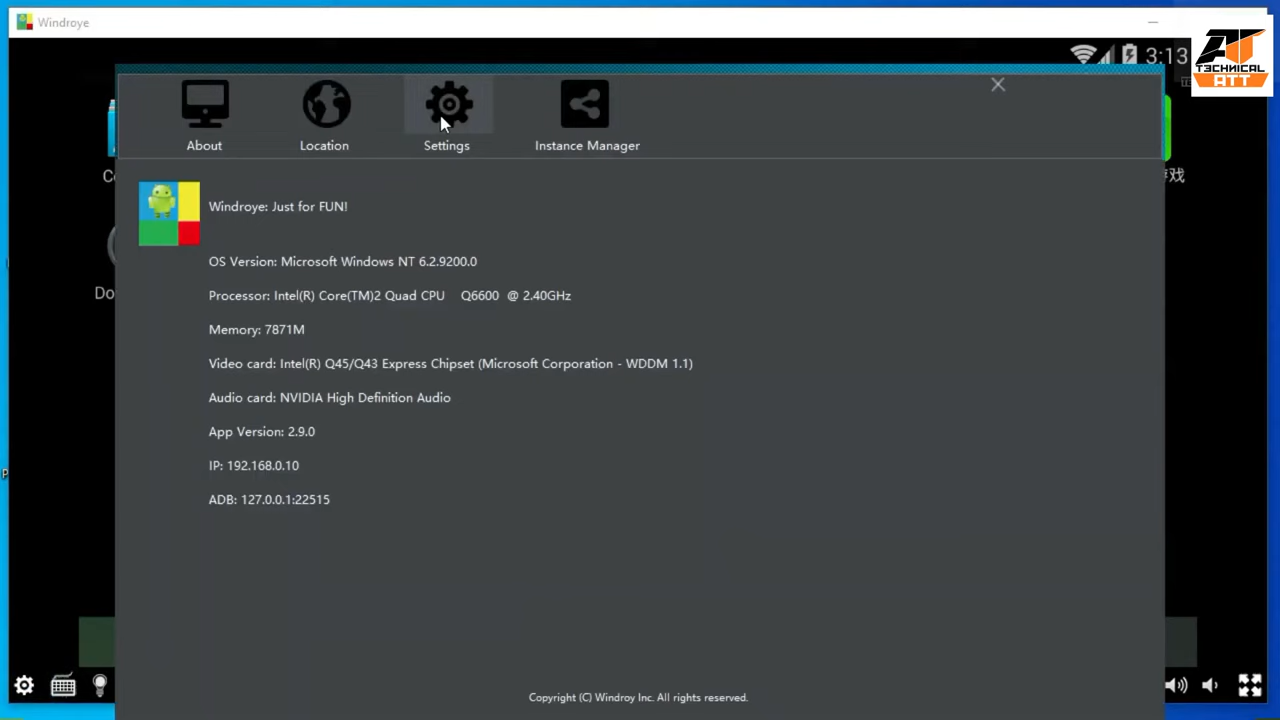 Windroye
3:13
TECHNICAL
ATT
About
Location
Settings
Instance Manager
Windroye: Just for FUN!
OS Version: Microsoft Windows NT 6.2.9200.0
Processor: Intel(R) Core(TM)2 Quad CPU Q6600 @ 2.40GHz
Memory: 7871M
Video card: Intel(R) Q45/Q43 Express Chipset (Microsoft Corporation - WDDM 1.1)
Audio card: NVIDIA High Definition Audio
App Version: 2.9.0
IP: 192.168.0.10
ADB: 127.0.0.1:22515
Copyright (C) Windroy Inc. All rights reserved.